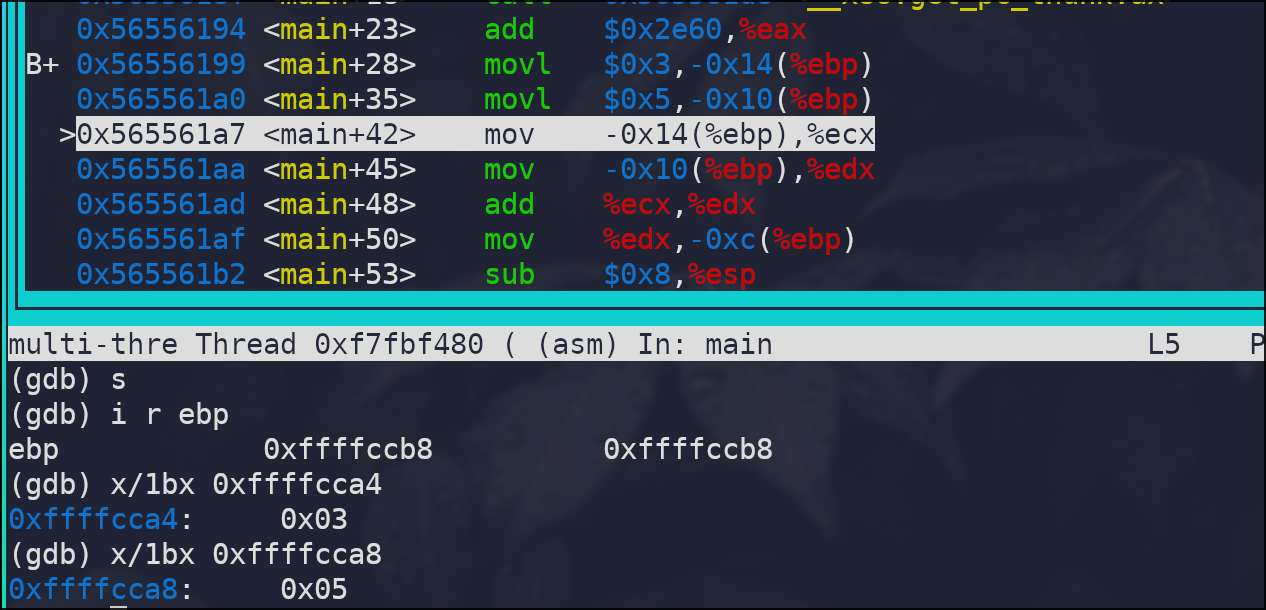 0x56556194 <main+23>    add    $0x2e60,%eax
B+ 0x56556199 <main+28>    movl   $0x3,-0x14(%ebp)
0x565561a0 <main+35>    movl   $0x5,-0x10(%ebp)
>0x565561a7 <main+42>    mov    -0x14(%ebp),%ecx
0x565561aa <main+45>    mov    -0x10(%ebp),%edx
0x565561ad <main+48>    add    %ecx,%edx
0x565561af <main+50>    mov    %edx,-0xc(%ebp)
0x565561b2 <main+53>    sub    $0x8,%esp
multi-thre Thread 0xf7fbf480 ( (asm) In: main                      L5    P
(gdb) s
(gdb) i r ebp
ebp            0xffffccb8          0xffffccb8
(gdb) x/1bx 0xffffcca4
0xffffcca4:     0x03
(gdb) x/1bx 0xffffcca8
0xffffcca8:     0x05